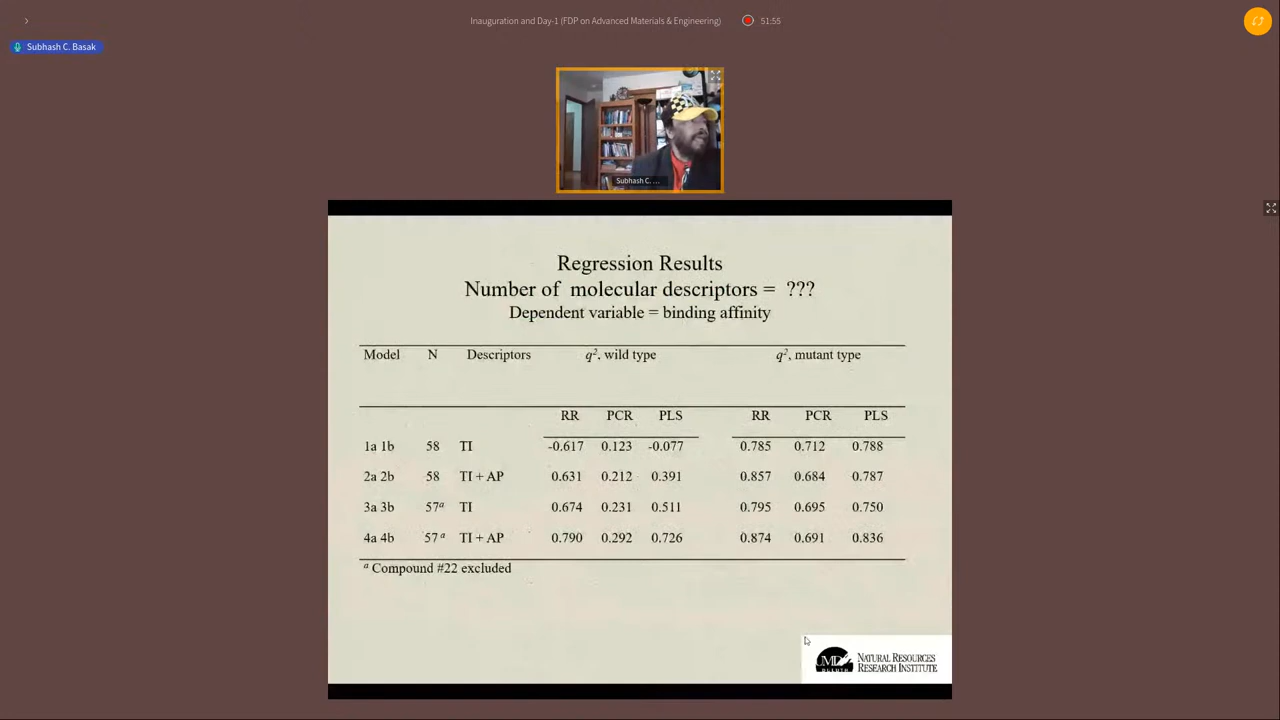 Inauguration and Day-1 (FDP on Advanced Materials & Engineering) 51:55
Subhash C. Basak
Subhash C. ...
Regression Results
Number of molecular descriptors = ???
Dependent variable = binding affinity
Model N Descriptors q², wild type q², mutant type
RR PCR PLS RR PCR PLS
1a 1b 58 TI -0.617 0.123 -0.077 0.785 0.712 0.788
2a 2b 58 TI + AP 0.631 0.212 0.391 0.857 0.684 0.787
3a 3b 57ᵃ TI 0.674 0.231 0.511 0.795 0.695 0.750
4a 4b 57 ᵃ TI + AP 0.790 0.292 0.726 0.874 0.691 0.836
ᵃ Compound #22 excluded
NATURAL RESOURCES
RESEARCH INSTITUTE